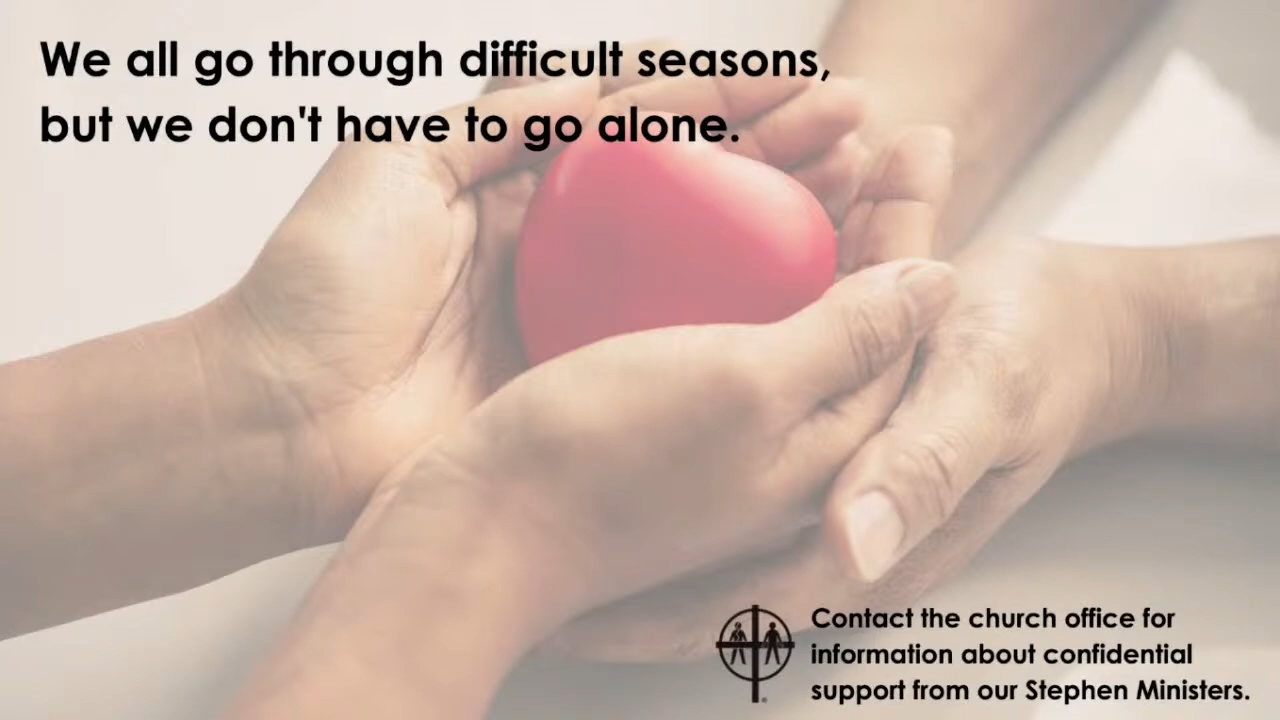 We all go through difficult seasons,
but we don't have to go alone.
Contact the church office for
information about confidential
support from our Stephen Ministers.